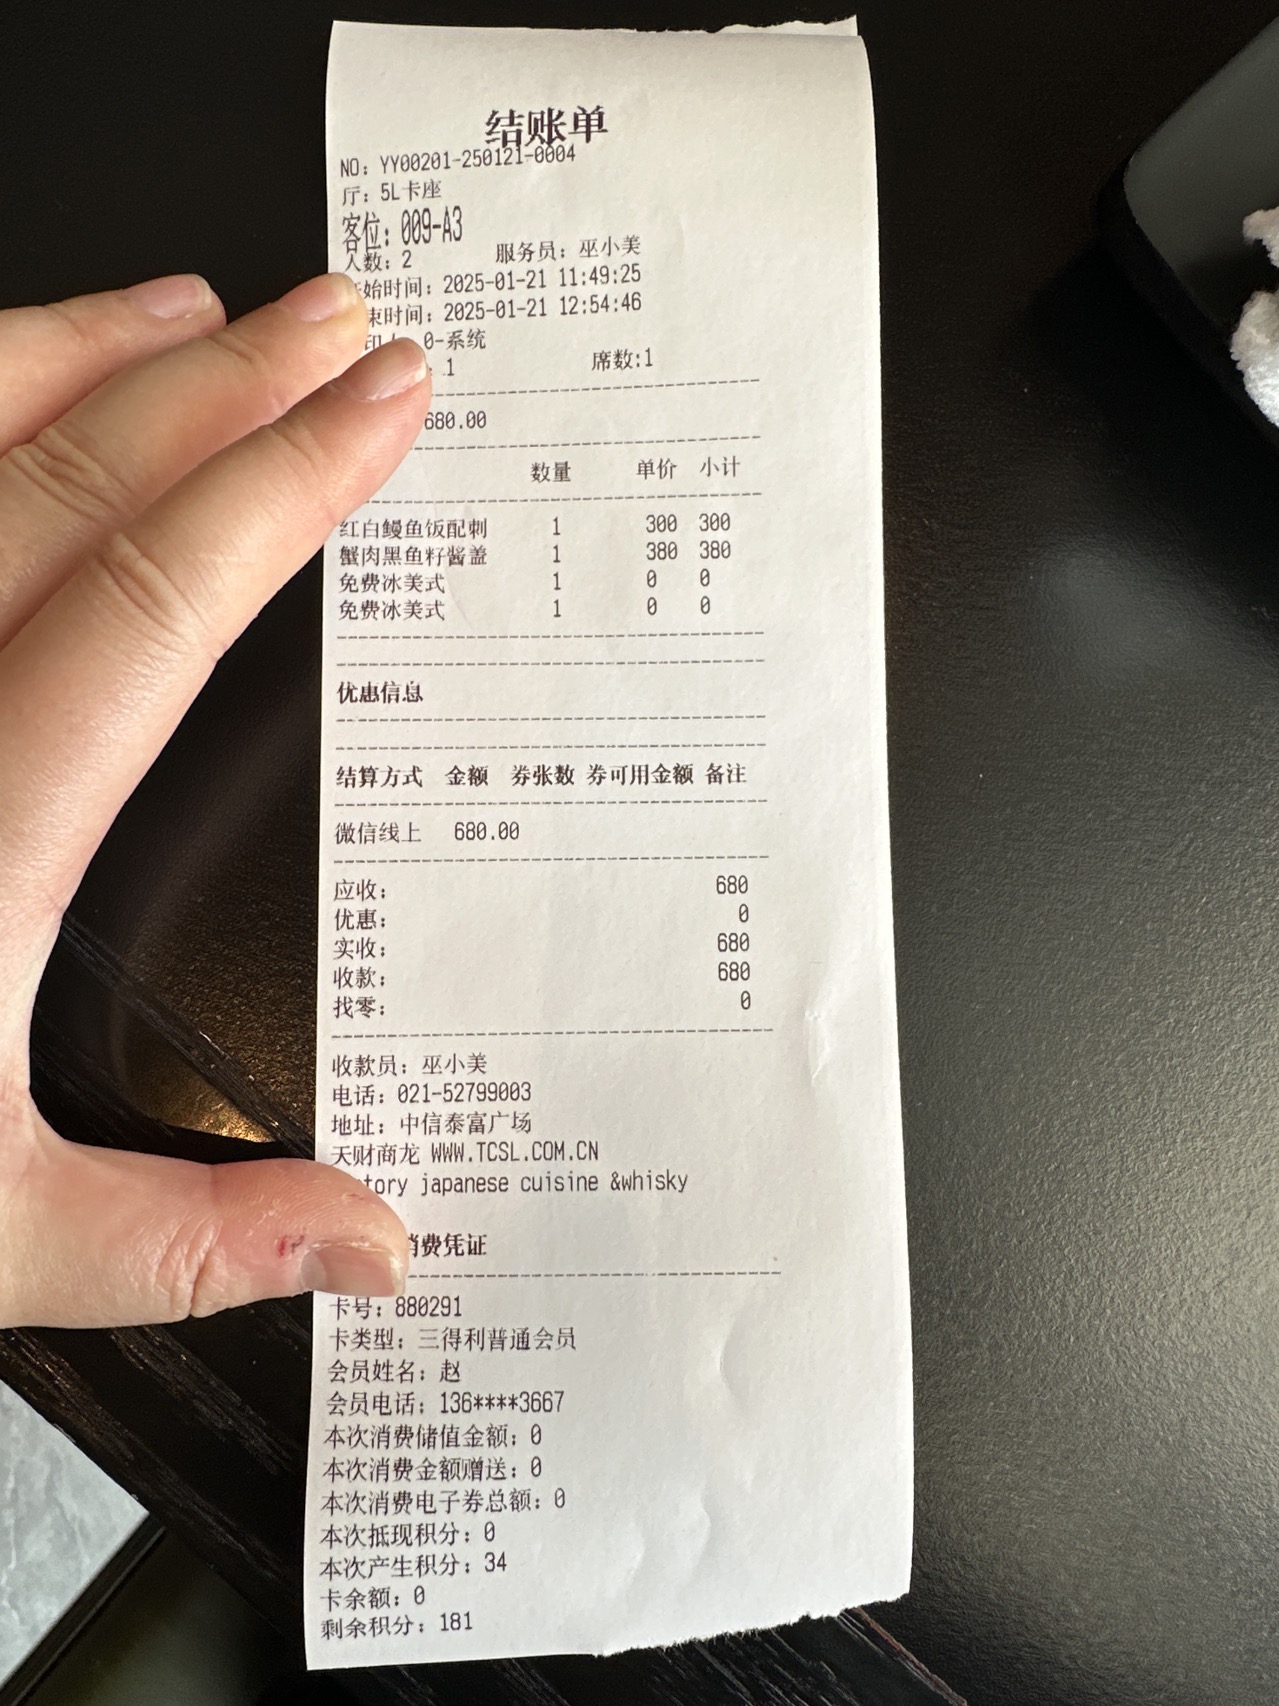 结账单
NO: YY00201-250121-0004
厅: 5L卡座
客位: 009-A3
人数: 2 服务员: 巫小美
始时间: 2025-01-21 11:49:25
束时间: 2025-01-21 12:54:46
印人: 0-系统
: 1 席数:1
680.00
数量 单价 小计
红白鳗鱼饭配刺 1 300 300
蟹肉黑鱼籽酱盖 1 380 380
免费冰美式 1 0 0
免费冰美式 1 0 0
优惠信息
结算方式 金额 券张数 券可用金额 备注
微信线上 680.00
应收: 680
优惠: 0
实收: 680
收款: 680
找零: 0
收款员: 巫小美
电话: 021-52799003
地址: 中信泰富广场
天财商龙 WWW.TCSL.COM.CN
tory japanese cuisine &whisky
消费凭证
卡号: 880291
卡类型: 三得利普通会员
会员姓名: 赵
会员电话: 136****3667
本次消费储值金额: 0
本次消费金额赠送: 0
本次消费电子券总额: 0
本次抵现积分: 0
本次产生积分: 34
卡余额: 0
剩余积分: 181